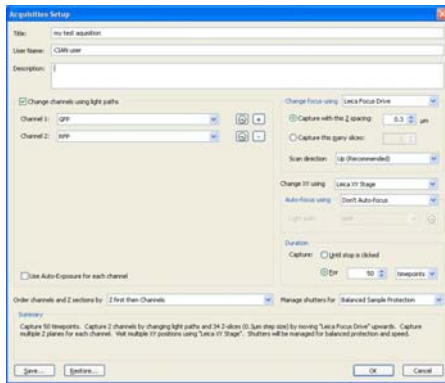 Acquisition Setup
Title: my test aquisition
User Name: CIAN user
Description:
Change channels using light paths
Channel 1: GFP
Channel 2: RFP
Use Auto-Exposure for each channel
Change focus using Leica Focus Drive
Capture with this Z spacing: 0.3 µm
Capture this many slices:
Scan direction Up (Recommended)
Change XY using Leica XY Stage
Auto-focus using Don't Auto-Focus
Light path
Duration
Capture: Until stop is clicked
For 50 timepoints
Order channels and Z sections by Z first then Channels
Manage shutters for Balanced Sample Protection
Summary
Capture 50 timepoints. Capture 2 channels by changing light paths and 34 Z-slices (0.3µm step size) by moving "Leica Focus Drive" upwards. Capture
multiple Z planes for each channel. Visit multiple XY positions using "Leica XY Stage". Shutters will be managed for balanced protection and speed.
Save... Restore... OK Cancel